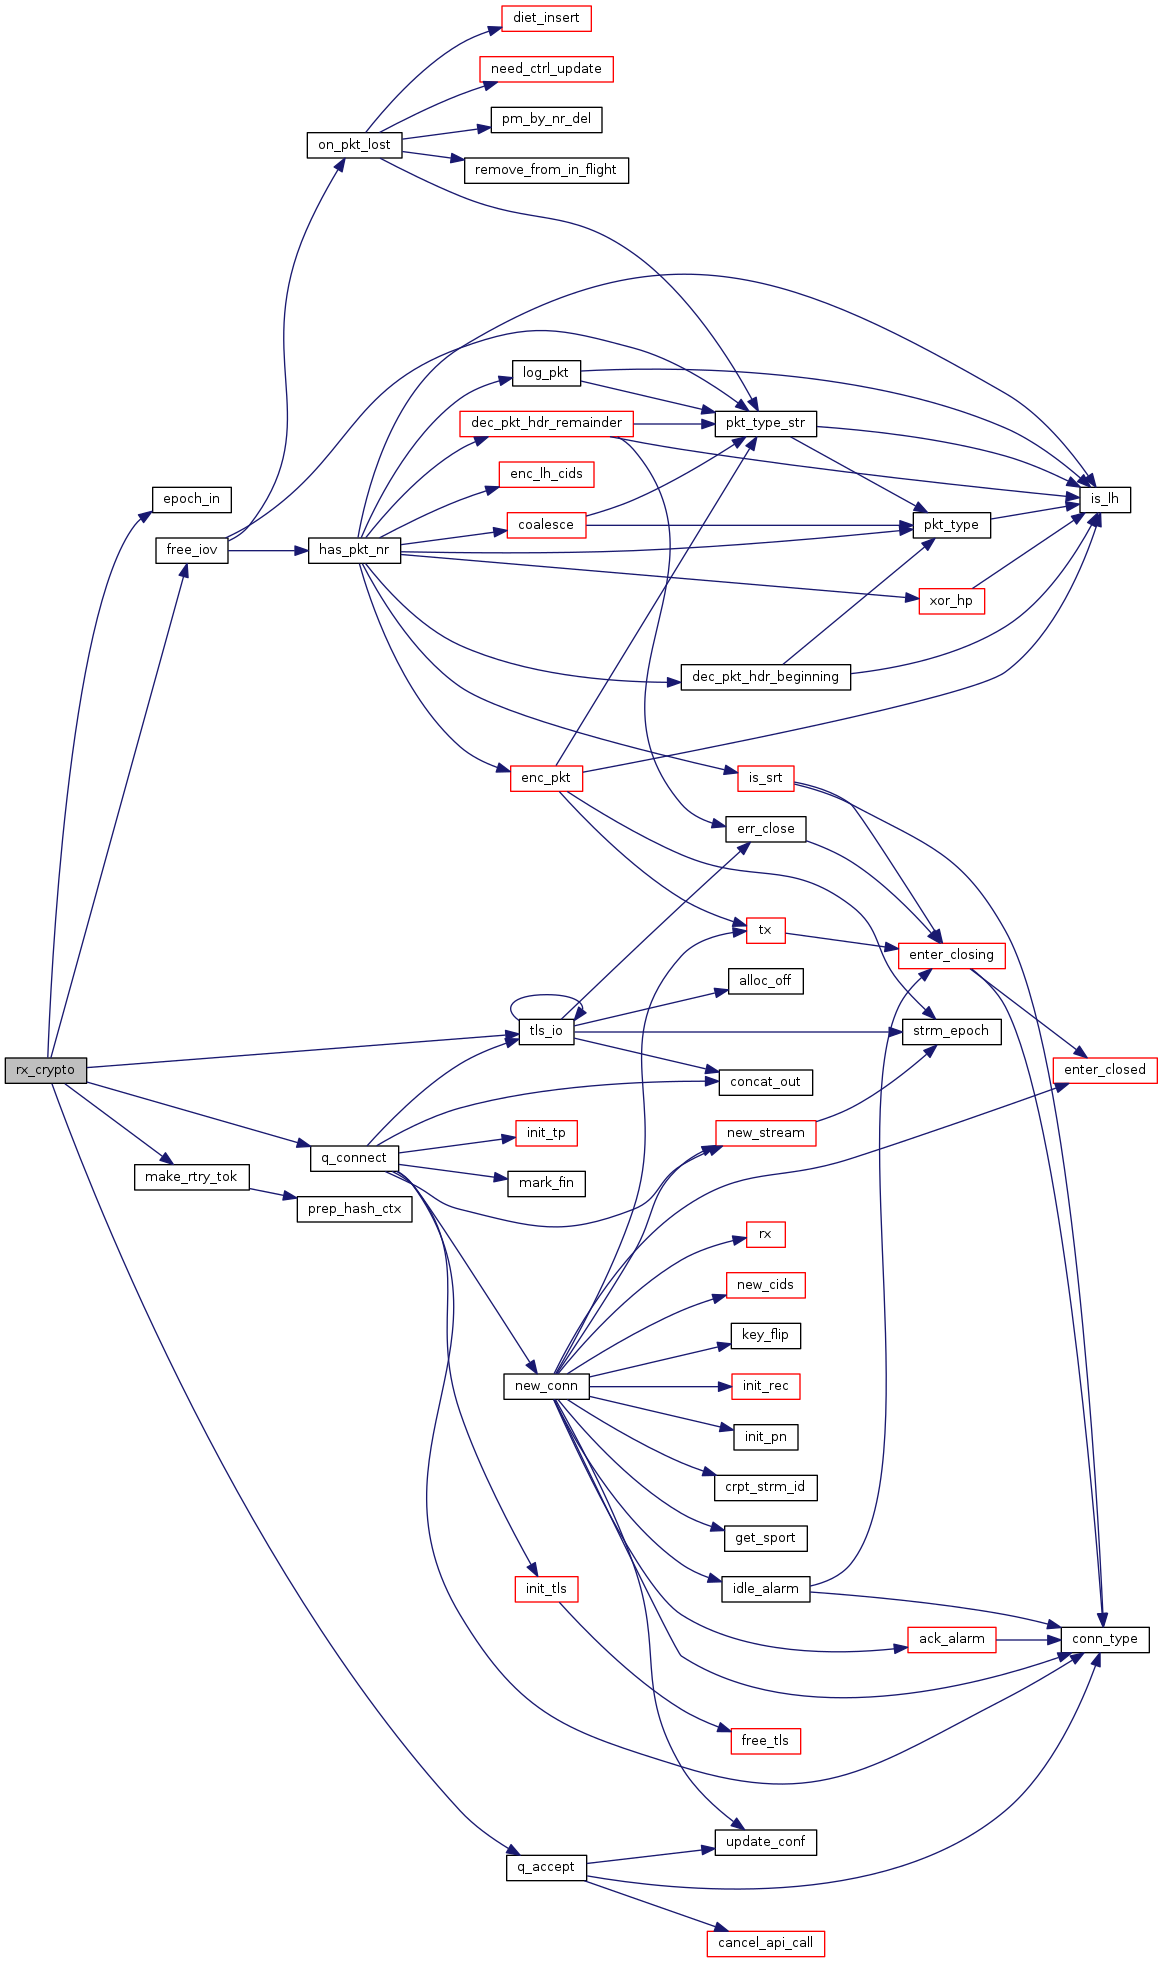 diet_insert
need_ctrl_update
pm_by_nr_del
on_pkt_lost
remove_from_in_flight
log_pkt
dec_pkt_hdr_remainder
pkt_type_str
enc_lh_cids
epoch_in
is_lh
coalesce
pkt_type
free_iov
has_pkt_nr
xor_hp
dec_pkt_hdr_beginning
enc_pkt
is_srt
err_close
tx
enter_closing
alloc_off
tls_io
strm_epoch
rx_crypto
concat_out
enter_closed
init_tp
new_stream
q_connect
make_rtry_tok
mark_fin
prep_hash_ctx
rx
new_cids
key_flip
new_conn
init_rec
init_pn
crpt_strm_id
get_sport
init_tls
idle_alarm
ack_alarm
conn_type
free_tls
update_conf
q_accept
cancel_api_call